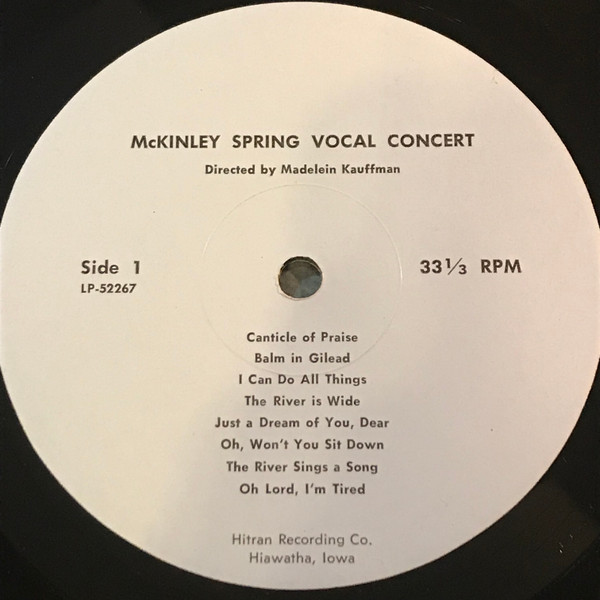 McKINLEY SPRING VOCAL CONCERT
Directed by Madelein Kauffman
Side 1
33 1/3 RPM
LP-52267
Canticle of Praise
Balm in Gilead
I Can Do All Things
The River is Wide
Just a Dream of You, Dear
Oh, Won't You Sit Down
The River Sings a Song
Oh Lord, I'm Tired
Hitran Recording Co.
Hiawatha, Iowa